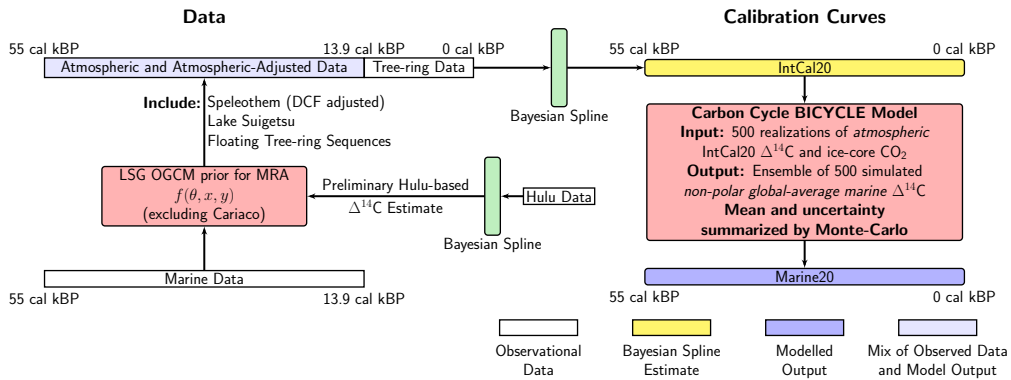 Data
Calibration Curves
55 cal kBP
13.9 cal kBP
0 cal kBP
55 cal kBP
0 cal kBP
Atmospheric and Atmospheric-Adjusted Data
Tree-ring Data
IntCal20
Bayesian Spline
Include: Speleothem (DCF adjusted)
Lake Suigetsu
Floating Tree-ring Sequences
Carbon Cycle BICYCLE Model
Input: 500 realizations of atmospheric
IntCal20 Δ¹⁴C and ice-core CO₂
Output: Ensemble of 500 simulated
non-polar global-average marine Δ¹⁴C
Mean and uncertainty
summarized by Monte-Carlo
LSG OGCM prior for MRA
f(θ, x, y)
(excluding Cariaco)
Preliminary Hulu-based
Δ¹⁴C Estimate
Hulu Data
Bayesian Spline
Marine Data
55 cal kBP
13.9 cal kBP
Marine20
55 cal kBP
0 cal kBP
Observational
Data
Bayesian Spline
Estimate
Modelled
Output
Mix of Observed Data
and Model Output